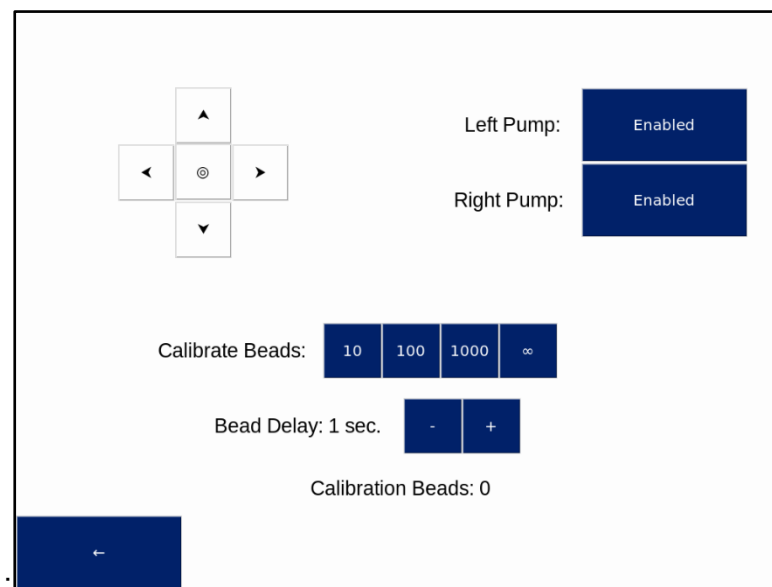 ⮝
Left Pump: Enabled
⮜ ◎ ⮞
Right Pump: Enabled
⮟
Calibrate Beads: 10 100 1000 ∞
Bead Delay: 1 sec. - +
Calibration Beads: 0
←
.